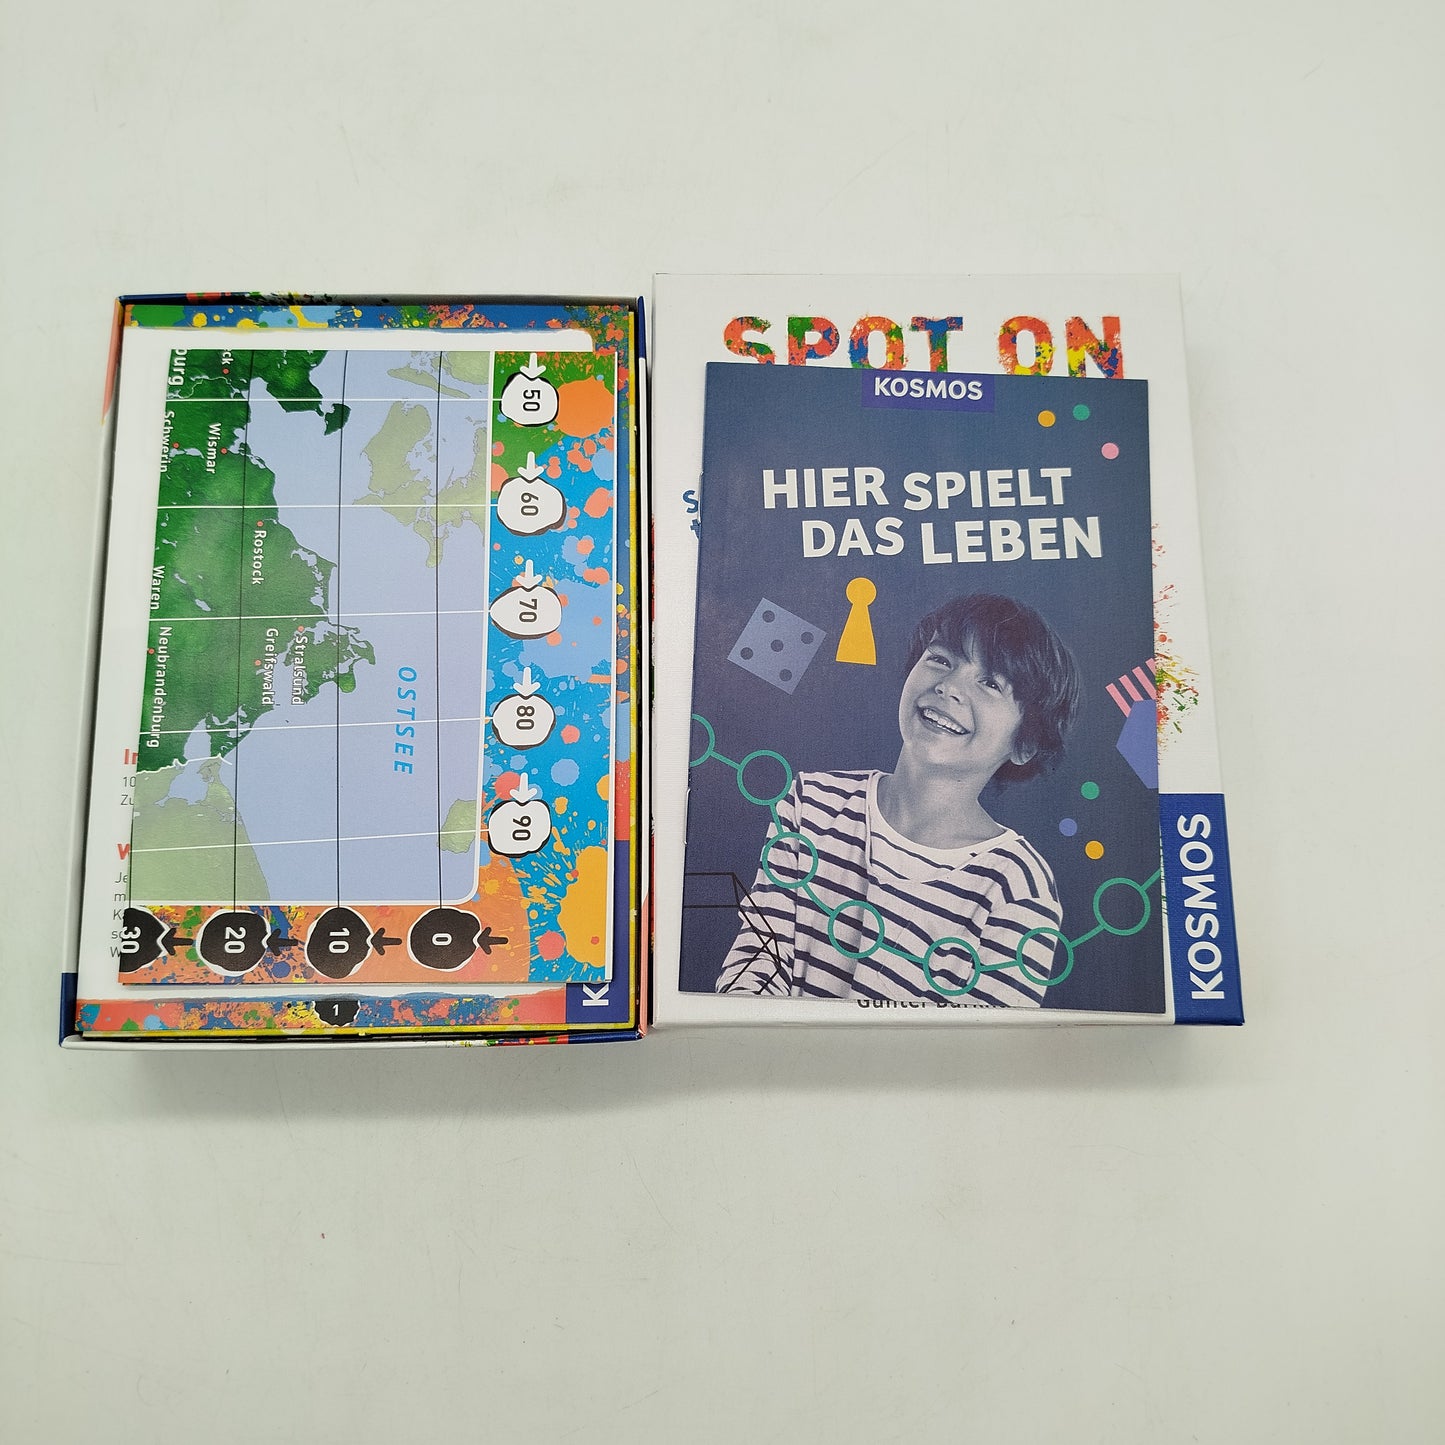 SPOT ON
KOSMOS
HIER SPIELT
DAS LEBEN
KOSMOS
50
60
70
80
90
30
20
10
0
Schwerin
Wismar
Rostock
Waren
Neubrandenburg
Greifswald
Stralsund
OSTSEE
1